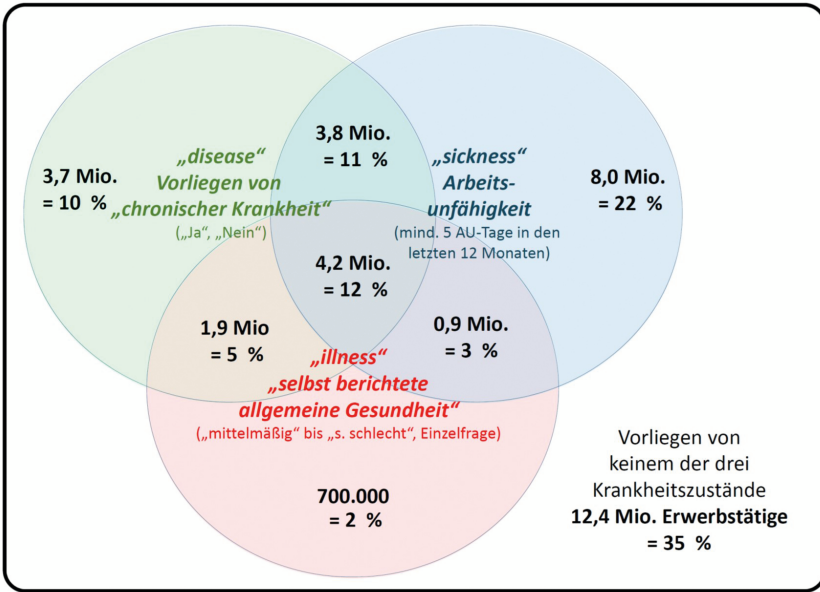 3,8 Mio.
= 11 %
„disease“
Vorliegen von
„chronischer Krankheit“
(„Ja“, „Nein“)
3,7 Mio.
= 10 %
„sickness“
Arbeits-
unfähigkeit
(mind. 5 AU-Tage in den
letzten 12 Monaten)
8,0 Mio.
= 22 %
4,2 Mio.
= 12 %
1,9 Mio
= 5 %
0,9 Mio.
= 3 %
„illness“
„selbst berichtete
allgemeine Gesundheit“
(„mittelmäßig“ bis „s. schlecht“, Einzelfrage)
700.000
= 2 %
Vorliegen von
keinem der drei
Krankheitszustände
12,4 Mio. Erwerbstätige
= 35 %